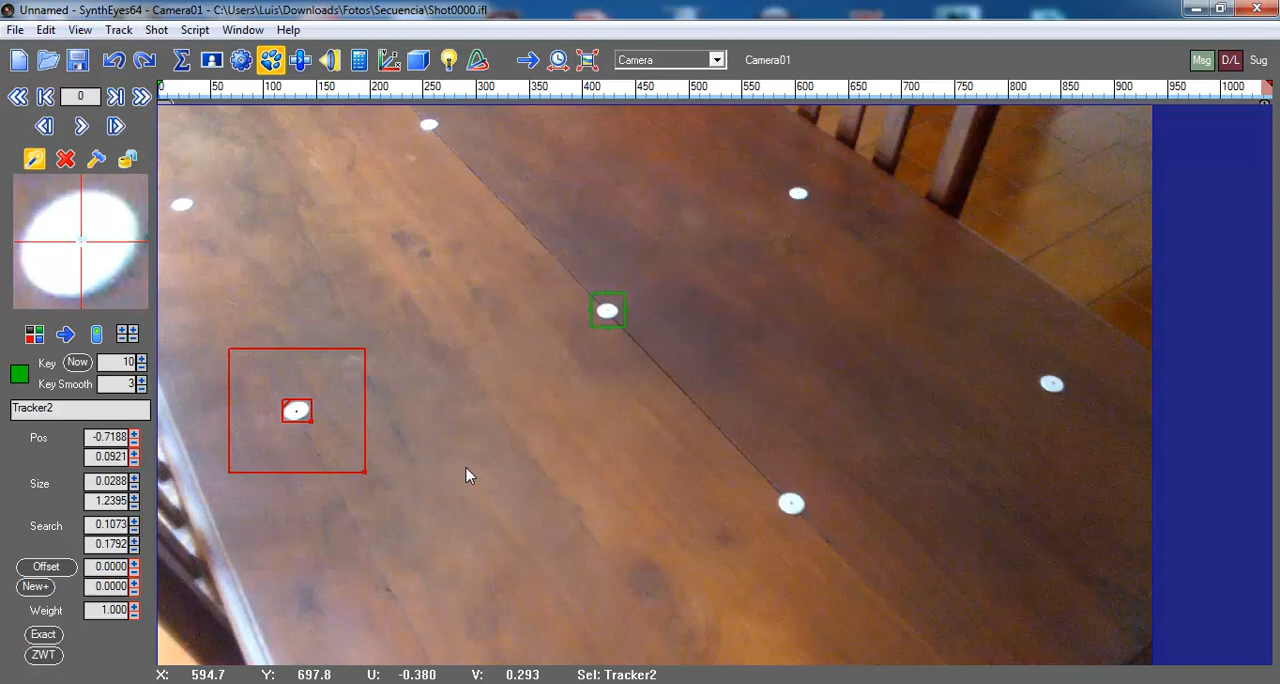 Unnamed - SynthEyes64 - Camera01 - C:\Users\Luis\Downloads\Fotos\Secuencia\Shot0000.ifl
File Edit View Track Shot Script Window Help
Camera Camera01 Msg D/L Sug
0 50 100 150 200 250 300 350 400 450 500 550 600 650 700 750 800 850 900 950 1000
0
Key Now 10
Key Smooth 3
Tracker2
Pos -0.7188
0.0921
Size 0.0288
1.2395
Search 0.1073
0.1792
Offset 0.0000
New+ 0.0000
Weight 1.000
Exact
ZWT
X: 594.7 Y: 697.8 U: -0.380 V: 0.293 Sel: Tracker2